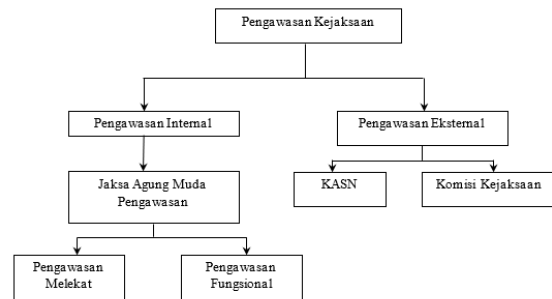 Pengawasan Kejaksaan
Pengawasan Internal
Pengawasan Eksternal
Jaksa Agung Muda
Pengawasan
KASN
Komisi Kejaksaan
Pengawasan
Melekat
Pengawasan
Fungsional